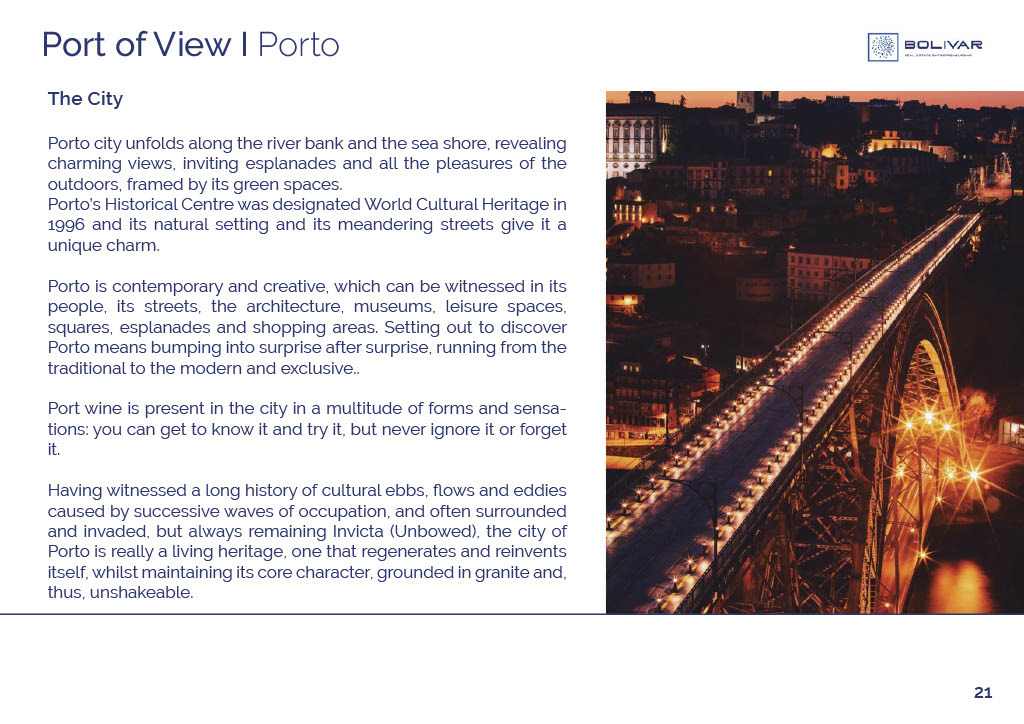 Port of View I Porto
BOLIVAR
REAL ESTATE ENTREPRENEURSHIP
The City
Porto city unfolds along the river bank and the sea shore, revealing
charming views, inviting esplanades and all the pleasures of the
outdoors, framed by its green spaces.
Porto's Historical Centre was designated World Cultural Heritage in
1996 and its natural setting and its meandering streets give it a
unique charm.
Porto is contemporary and creative, which can be witnessed in its
people, its streets, the architecture, museums, leisure spaces,
squares, esplanades and shopping areas. Setting out to discover
Porto means bumping into surprise after surprise, running from the
traditional to the modern and exclusive..
Port wine is present in the city in a multitude of forms and sensa-
tions: you can get to know it and try it, but never ignore it or forget
it.
Having witnessed a long history of cultural ebbs, flows and eddies
caused by successive waves of occupation, and often surrounded
and invaded, but always remaining Invicta (Unbowed), the city of
Porto is really a living heritage, one that regenerates and reinvents
itself, whilst maintaining its core character, grounded in granite and,
thus, unshakeable.
21